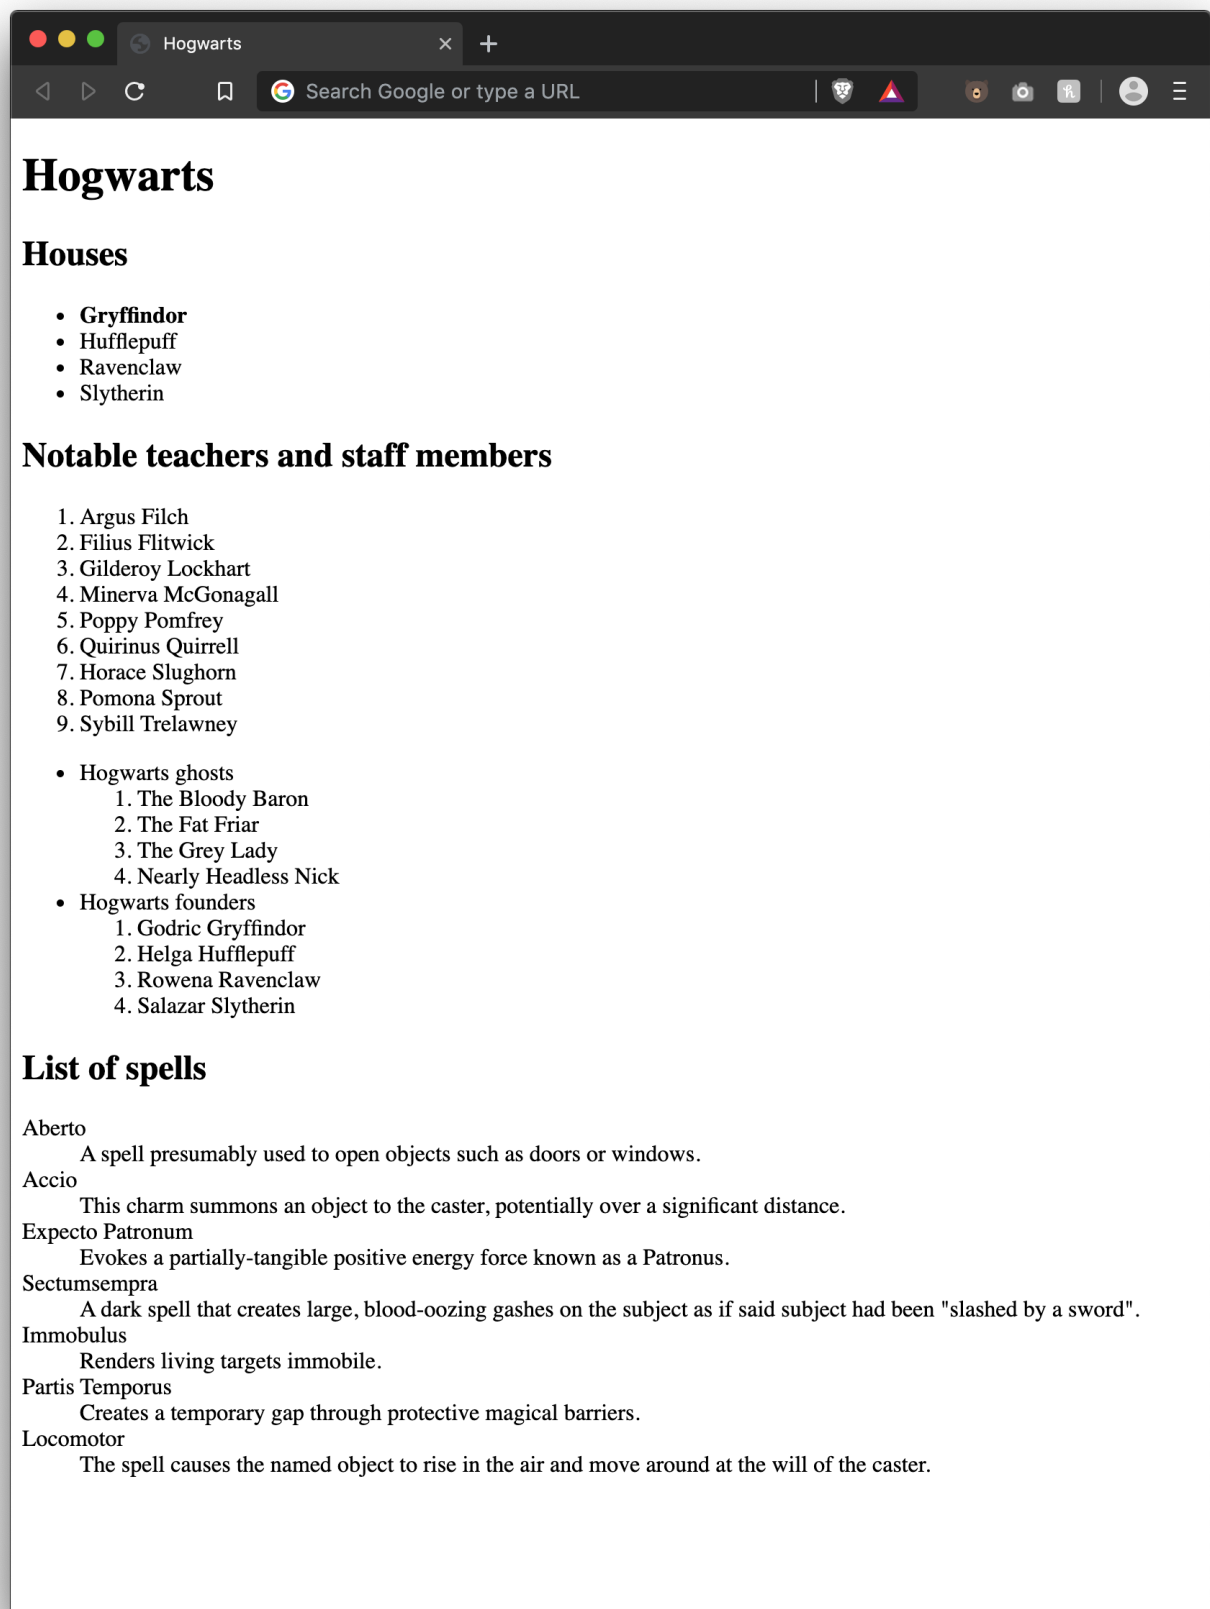 Hogwarts
Search Google or type a URL
Hogwarts
Houses
• Gryffindor
• Hufflepuff
• Ravenclaw
• Slytherin
Notable teachers and staff members
1. Argus Filch
2. Filius Flitwick
3. Gilderoy Lockhart
4. Minerva McGonagall
5. Poppy Pomfrey
6. Quirinus Quirrell
7. Horace Slughorn
8. Pomona Sprout
9. Sybill Trelawney
• Hogwarts ghosts
1. The Bloody Baron
2. The Fat Friar
3. The Grey Lady
4. Nearly Headless Nick
• Hogwarts founders
1. Godric Gryffindor
2. Helga Hufflepuff
3. Rowena Ravenclaw
4. Salazar Slytherin
List of spells
Aberto
A spell presumably used to open objects such as doors or windows.
Accio
This charm summons an object to the caster, potentially over a significant distance.
Expecto Patronum
Evokes a partially-tangible positive energy force known as a Patronus.
Sectumsempra
A dark spell that creates large, blood-oozing gashes on the subject as if said subject had been "slashed by a sword".
Immobulus
Renders living targets immobile.
Partis Temporus
Creates a temporary gap through protective magical barriers.
Locomotor
The spell causes the named object to rise in the air and move around at the will of the caster.